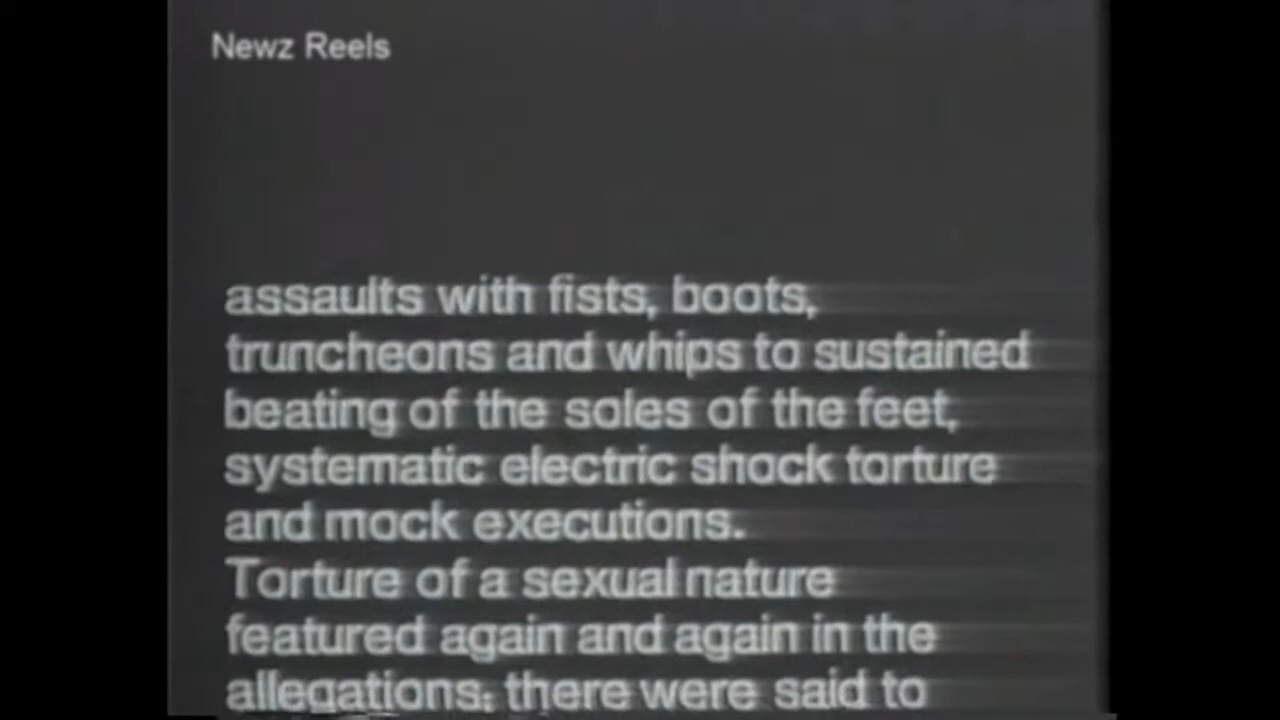 Newz Reels
assaults with fists, boots,
truncheons and whips to sustained
beating of the soles of the feet,
systematic electric shock torture
and mock executions.
Torture of a sexual nature
featured again and again in the
allegations: there were said to